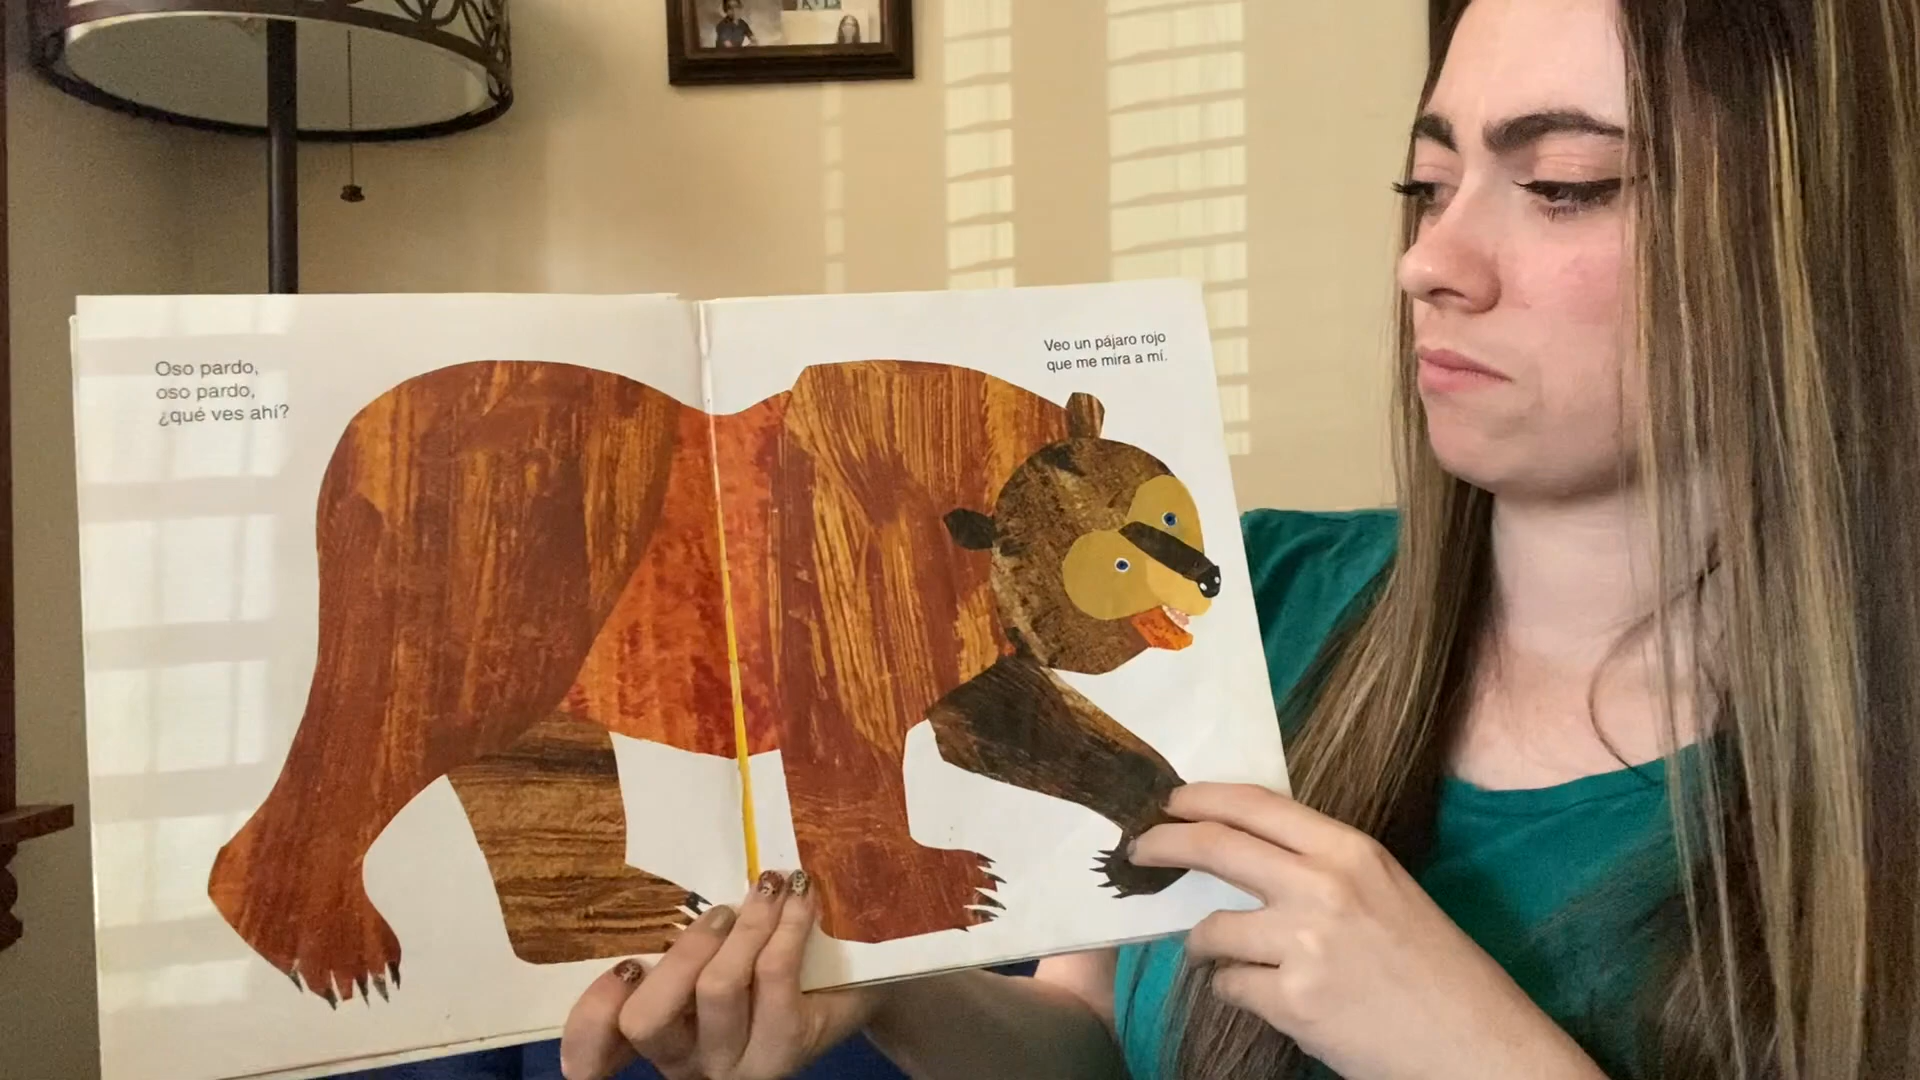 Oso pardo,
oso pardo,
¿qué ves ahí?
Veo un pájaro rojo
que me mira a mí.